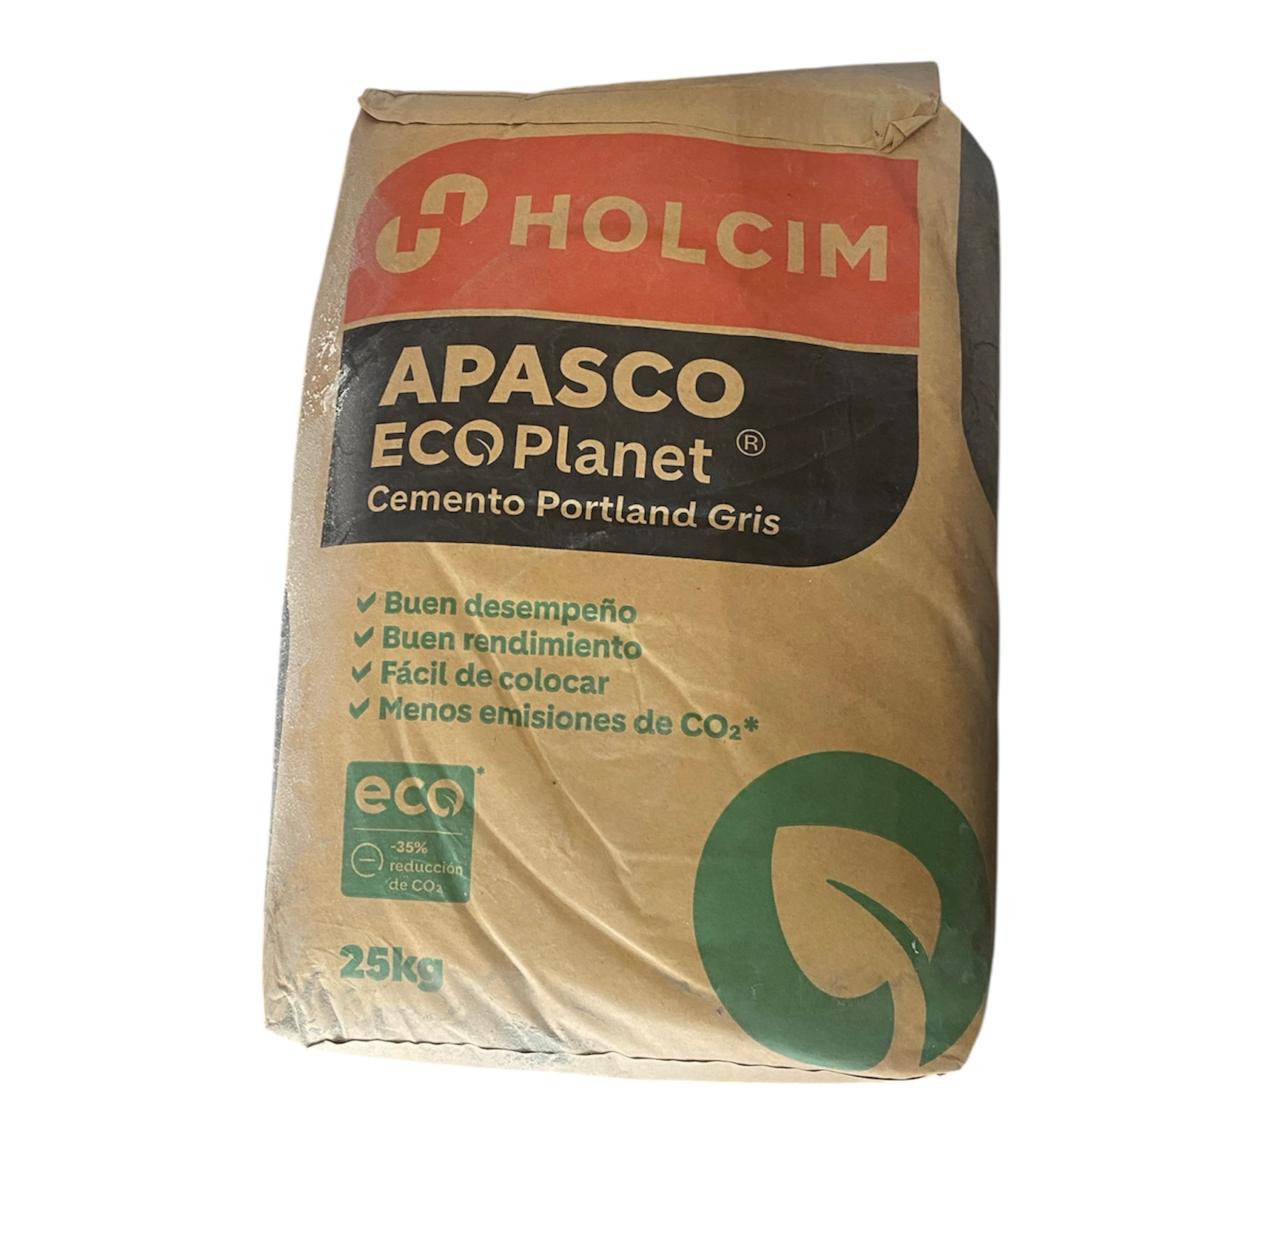 HOLCIM
APASCO
ECOPlanet ®
Cemento Portland Gris
✓ Buen desempeño
✓ Buen rendimiento
✓ Fácil de colocar
✓ Menos emisiones de CO₂*
eco*
-35%
reducción
de CO₂
25kg